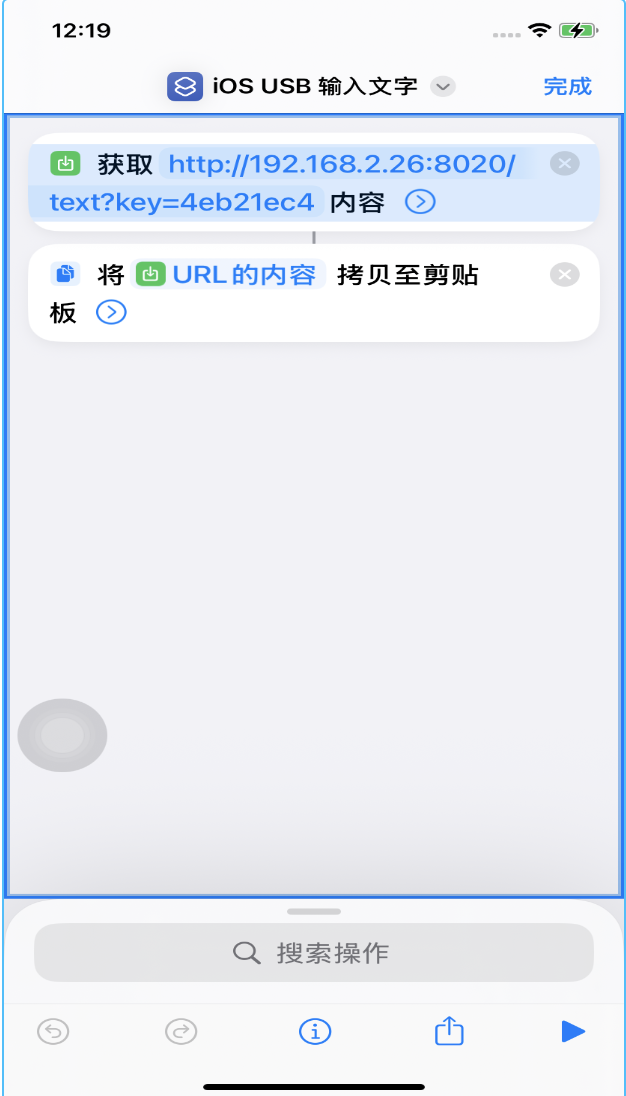 12:19
iOS USB 输入文字
完成
获取 http://192.168.2.26:8020/
text?key=4eb21ec4 内容
将 URL的内容 拷贝至剪贴
板
搜索操作